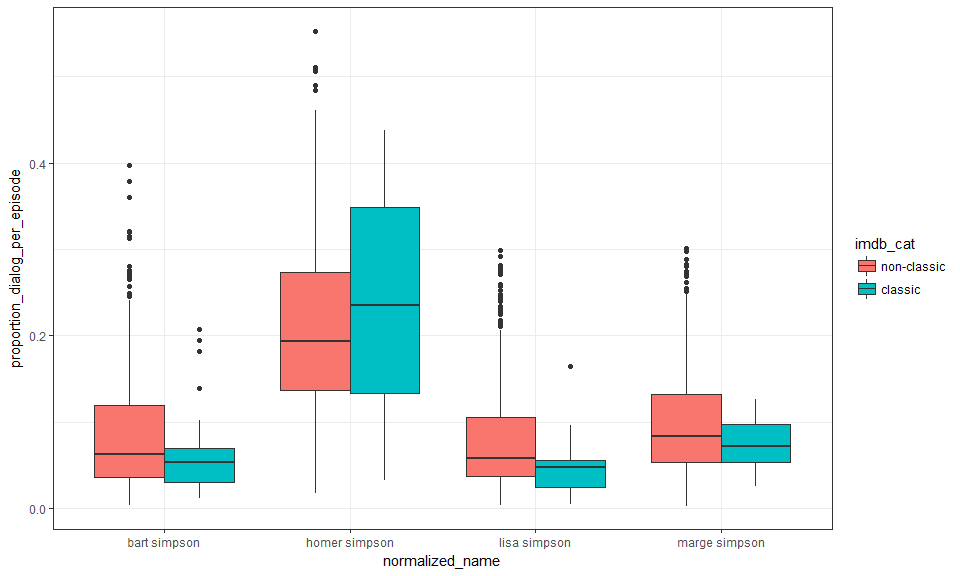 proportion_dialog_per_episode
0.4
0.2
0.0
bart simpson
homer simpson
lisa simpson
marge simpson
normalized_name
imdb_cat
non-classic
classic